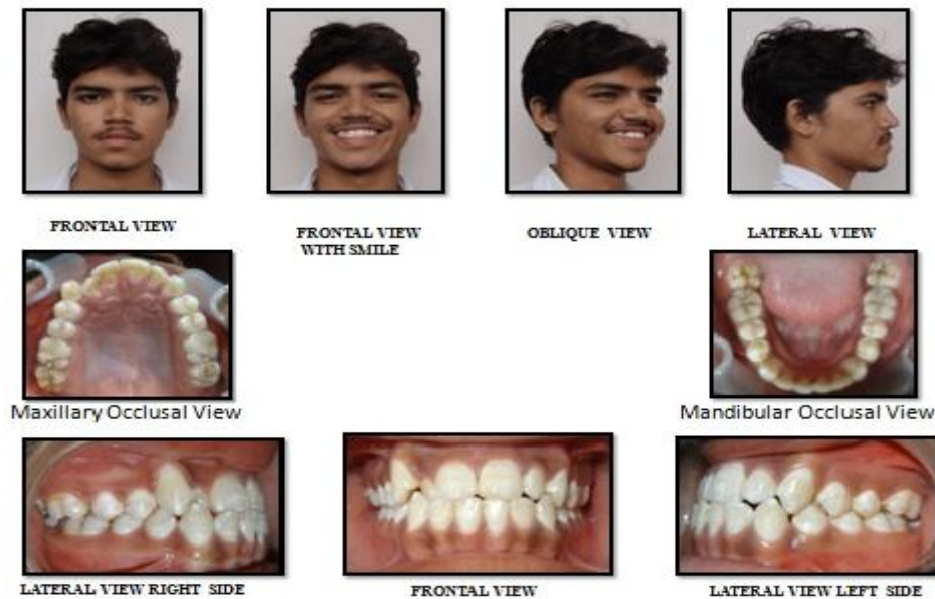 FRONTAL VIEW
FRONTAL VIEW
WITH SMILE
OBLIQUE VIEW
LATERAL VIEW
Maxillary Occlusal View
Mandibular Occlusal View
LATERAL VIEW RIGHT SIDE
FRONTAL VIEW
LATERAL VIEW LEFT SIDE